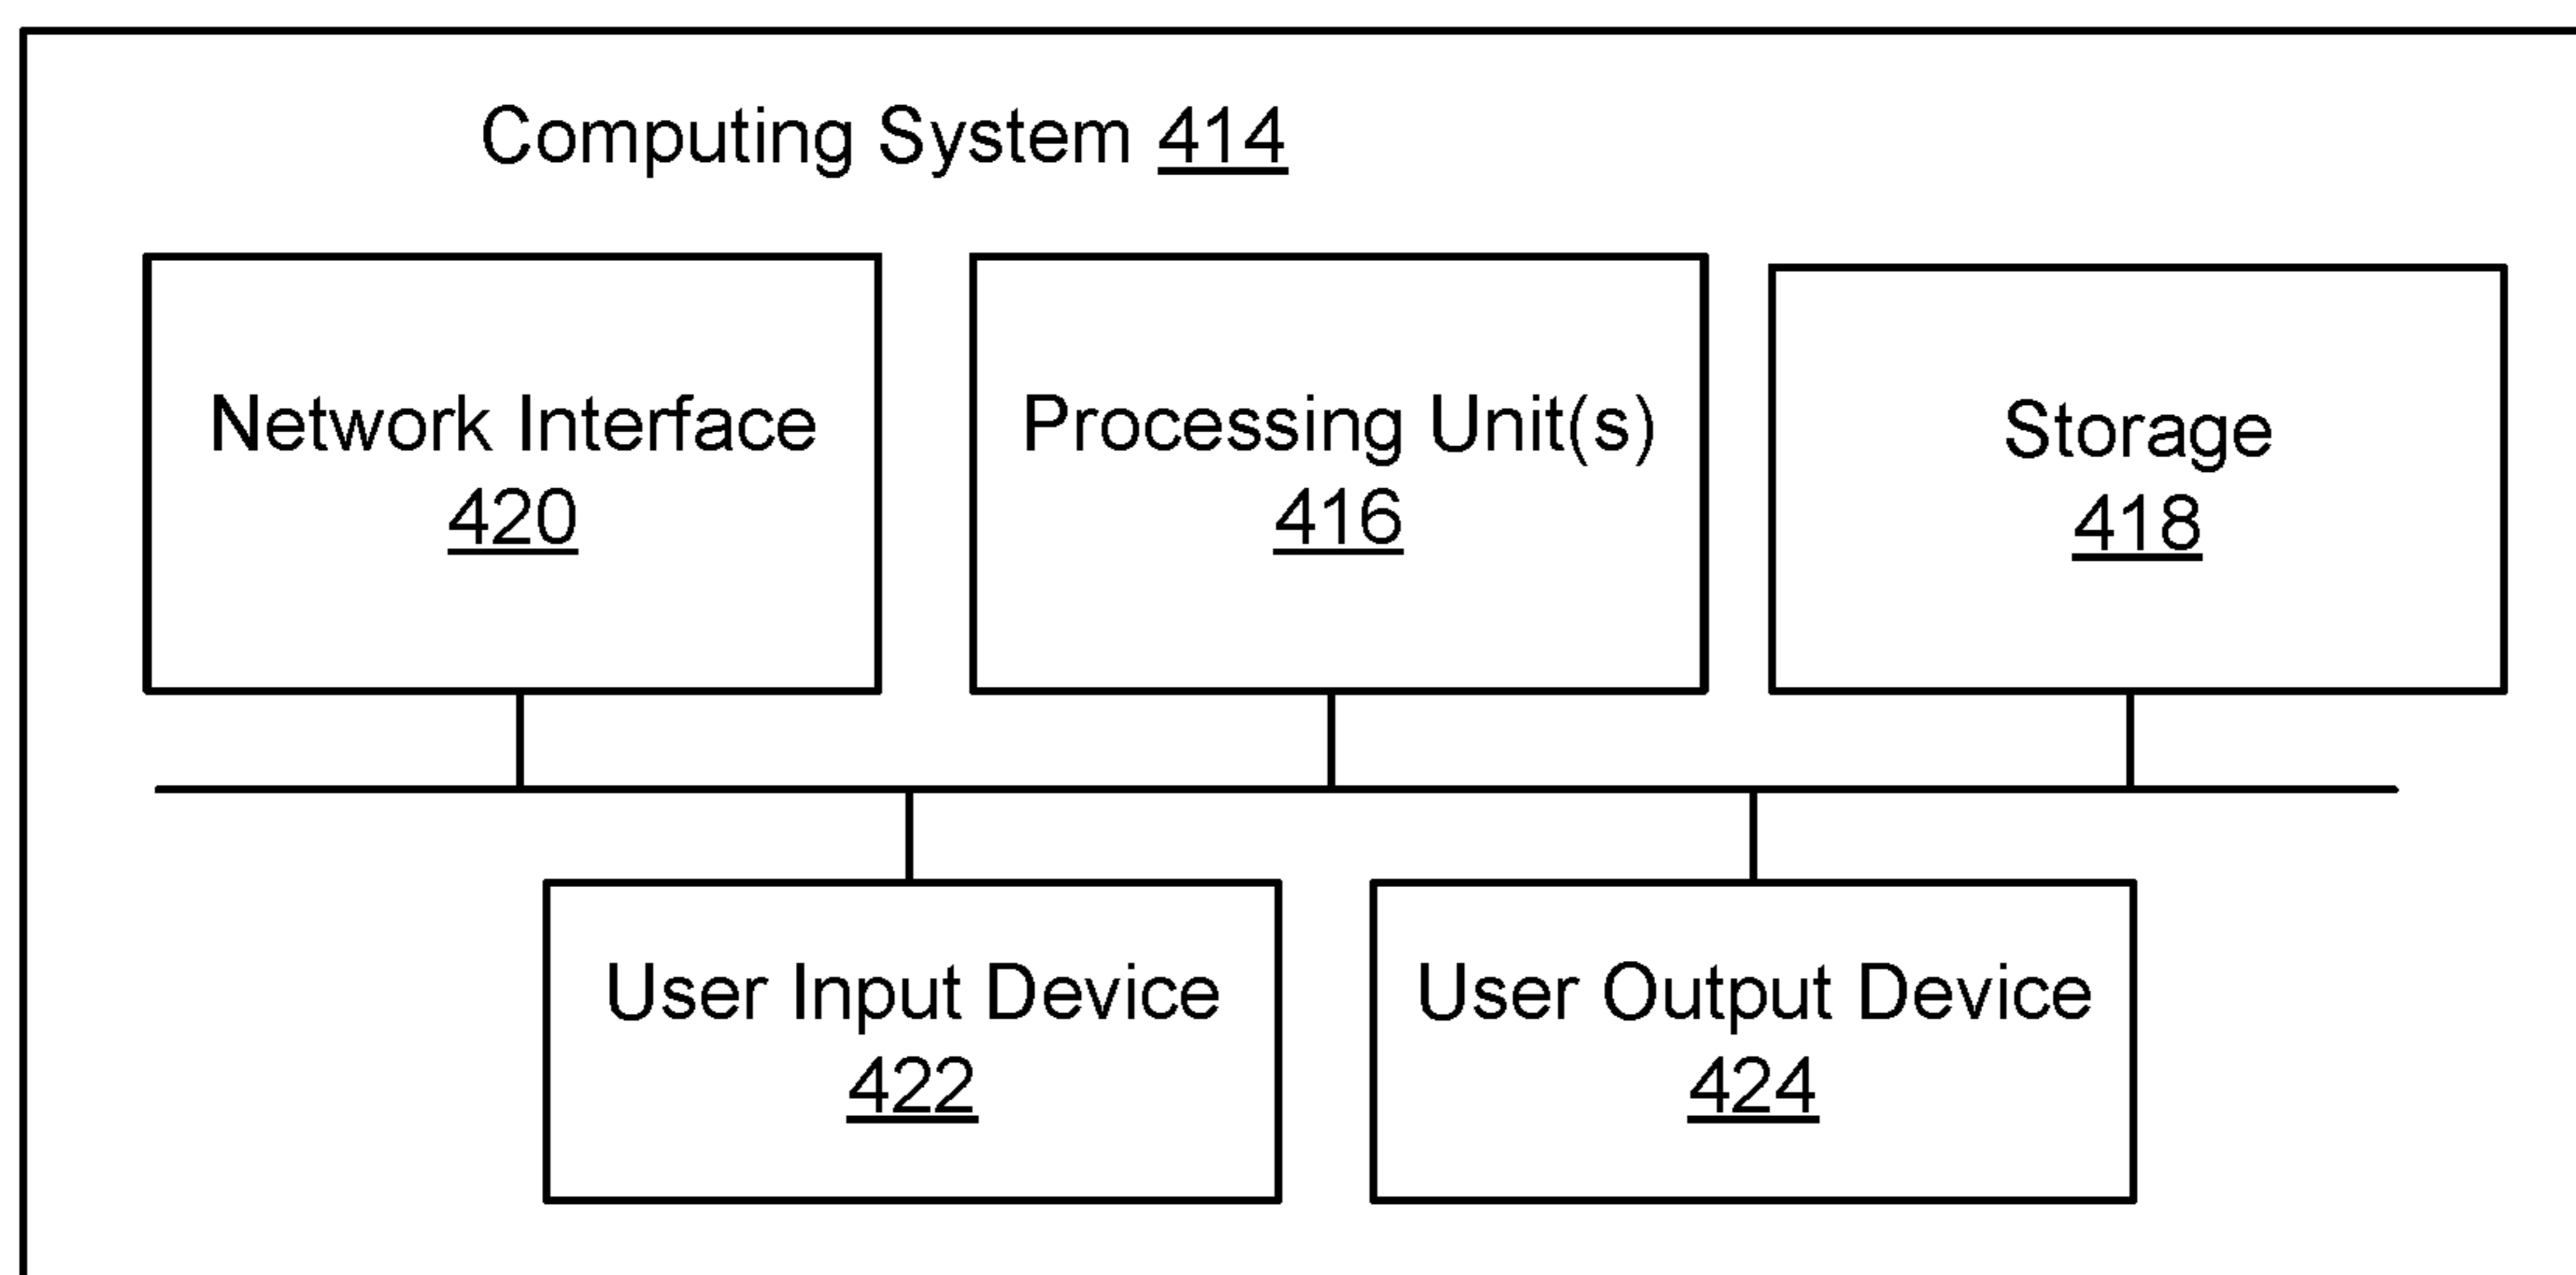 Computing System 414
Network Interface
420
Processing Unit(s)
416
Storage
418
User Input Device
422
User Output Device
424